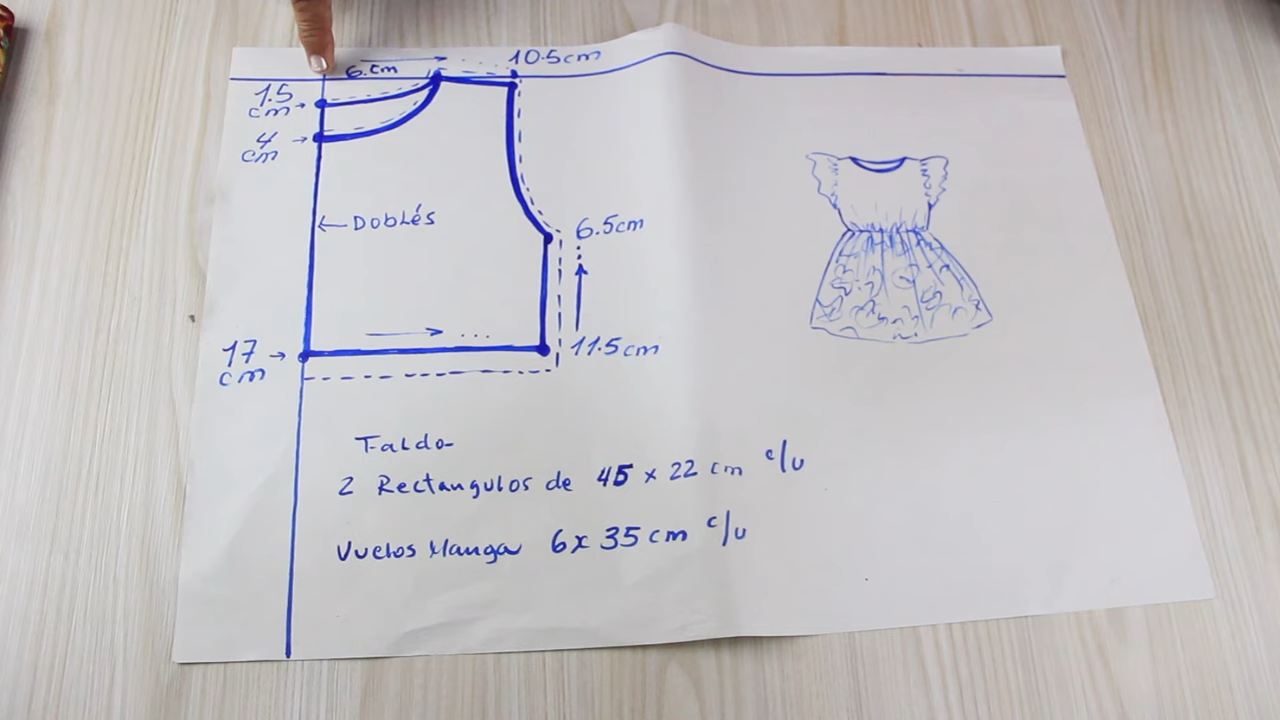 6.cm
10.5cm
1.5
cm
4
cm
DOBLÉS
6.5cm
17
cm
11.5cm
Falda
2 Rectangulos de 45 x 22 cm c/u
Vuelos Manga 6x 35 cm c/u